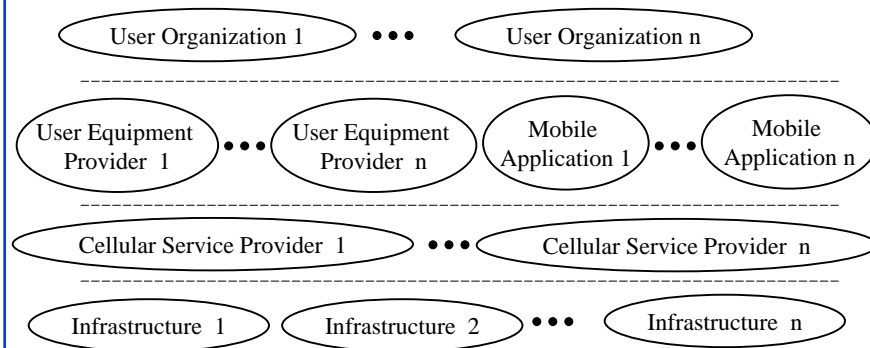 User Organization 1 ••• User Organization n
User Equipment Provider 1 ••• User Equipment Provider n Mobile Application 1 ••• Mobile Application n
Cellular Service Provider 1 ••• Cellular Service Provider n
Infrastructure 1 Infrastructure 2 ••• Infrastructure n